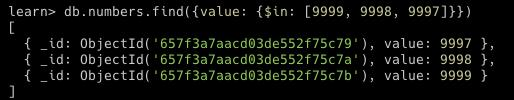 learn> db.numbers.find({value: {$in: [9999, 9998, 9997]}})
[
  { _id: ObjectId('657f3a7aacd03de552f75c79'), value: 9997 },
  { _id: ObjectId('657f3a7aacd03de552f75c7a'), value: 9998 },
  { _id: ObjectId('657f3a7aacd03de552f75c7b'), value: 9999 }
]